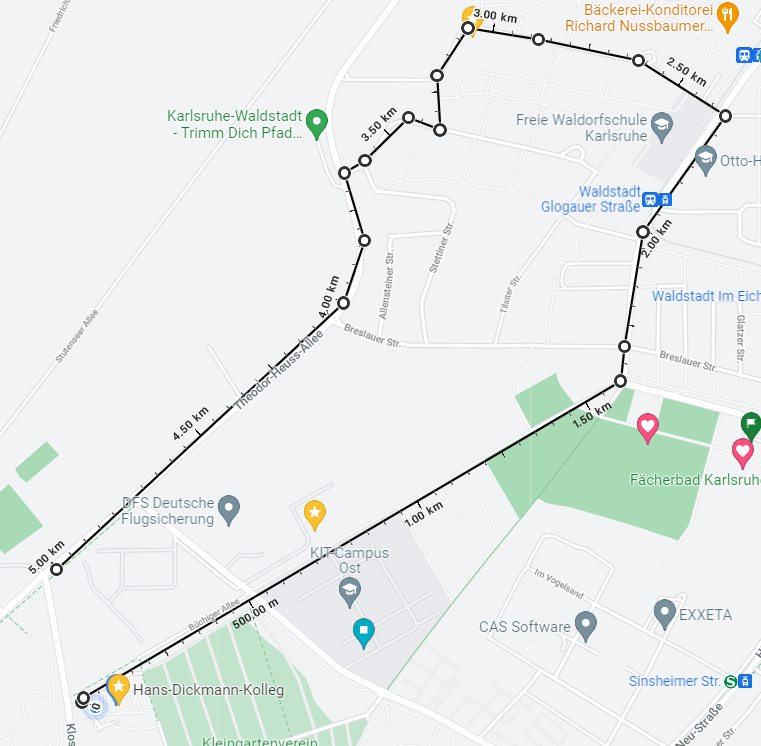 Friedrich
3.00 km
Bäckerei-Konditorei
Richard Nussbaumer...
2.50 km
Karlsruhe-Waldstadt
- Trimm Dich Pfad...
3.50 km
Freie Waldorfschule
Karlsruhe
Otto-H
Waldstadt
Glogauer Straße
2.00 km
Stettiner Str.
Allensteiner Str.
Tilsiter Str.
4.00 km
Waldstadt Im Eich
Glatzer Str.
Stutenseer Allee
Breslauer Str.
Breslauer Str.
Theodor-Heuss-Allee
1.50 km
4.50 km
Fächerbad Karlsruhe
DFS Deutsche
Flugsicherung
1.00 km
5.00 km
KIT-Campus
Ost
Im Vogelsand
Büchiger Allee
500.00 m
CAS Software
EXXETA
Sinsheimer Str.
S
Hans-Dickmann-Kolleg
0
Klos
Neu-Straße
Kleingartenverein